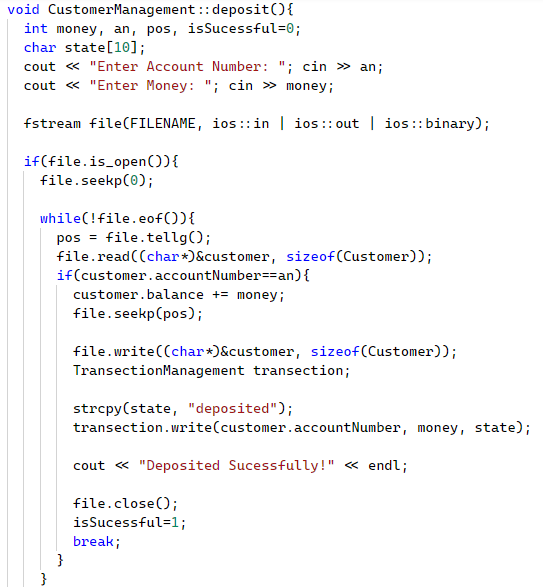 void CustomerManagement::deposit(){
int money, an, pos, isSucessful=0;
char state[10];
cout << "Enter Account Number: "; cin >> an;
cout << "Enter Money: "; cin >> money;
fstream file(FILENAME, ios::in | ios::out | ios::binary);
if(file.is_open()){
file.seekp(0);
while(!file.eof()){
pos = file.tellg();
file.read((char*)&customer, sizeof(Customer));
if(customer.accountNumber==an){
customer.balance += money;
file.seekp(pos);
file.write((char*)&customer, sizeof(Customer));
TransectionManagement transection;
strcpy(state, "deposited");
transection.write(customer.accountNumber, money, state);
cout << "Deposited Sucessfully!" << endl;
file.close();
isSucessful=1;
break;
}
}